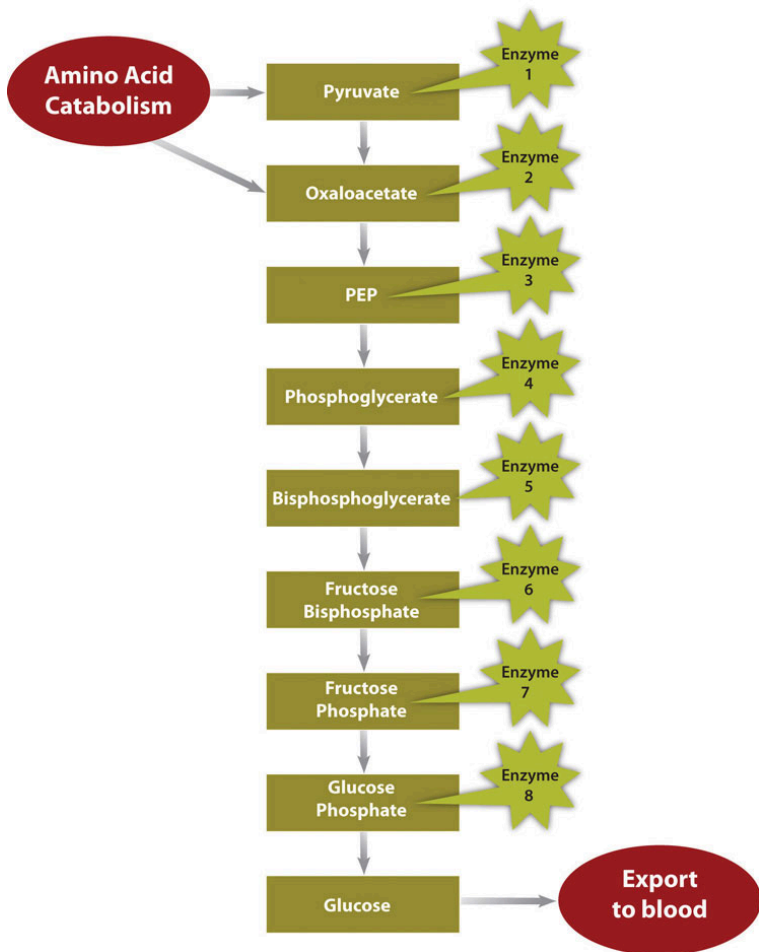 Amino Acid
Catabolism
Pyruvate
Enzyme
1
Oxaloacetate
Enzyme
2
PEP
Enzyme
3
Phosphoglycerate
Enzyme
4
Bisphosphoglycerate
Enzyme
5
Fructose
Bisphosphate
Enzyme
6
Fructose
Phosphate
Enzyme
7
Glucose
Phosphate
Enzyme
8
Glucose
Export
to blood